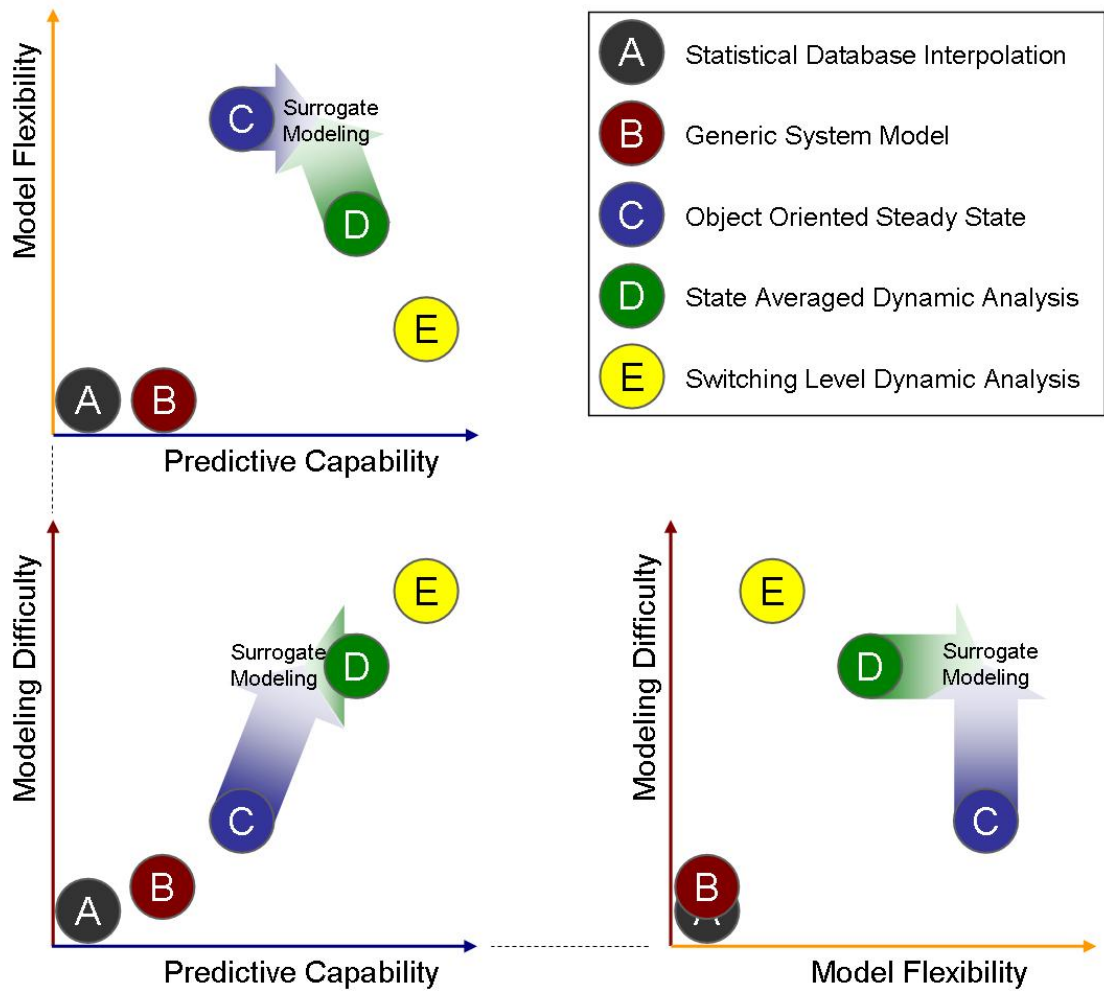 Model Flexibility
C
Surrogate
Modeling
D
E
A
B
Predictive Capability
A
Statistical Database Interpolation
B
Generic System Model
C
Object Oriented Steady State
D
State Averaged Dynamic Analysis
E
Switching Level Dynamic Analysis
Modeling Difficulty
E
Surrogate
Modeling
D
C
B
A
Predictive Capability
Modeling Difficulty
E
D
Surrogate
Modeling
C
B
A
Model Flexibility